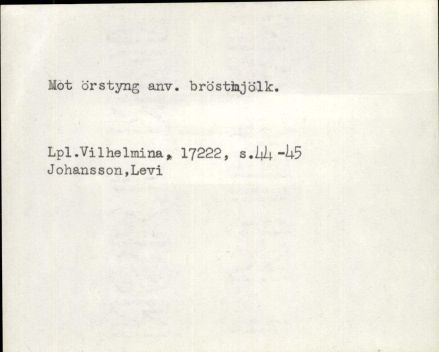 Mot örstyng anv. bröstmjölk.
Lpl.Vilhelmina, 17222, s.44-45
Johansson,Levi